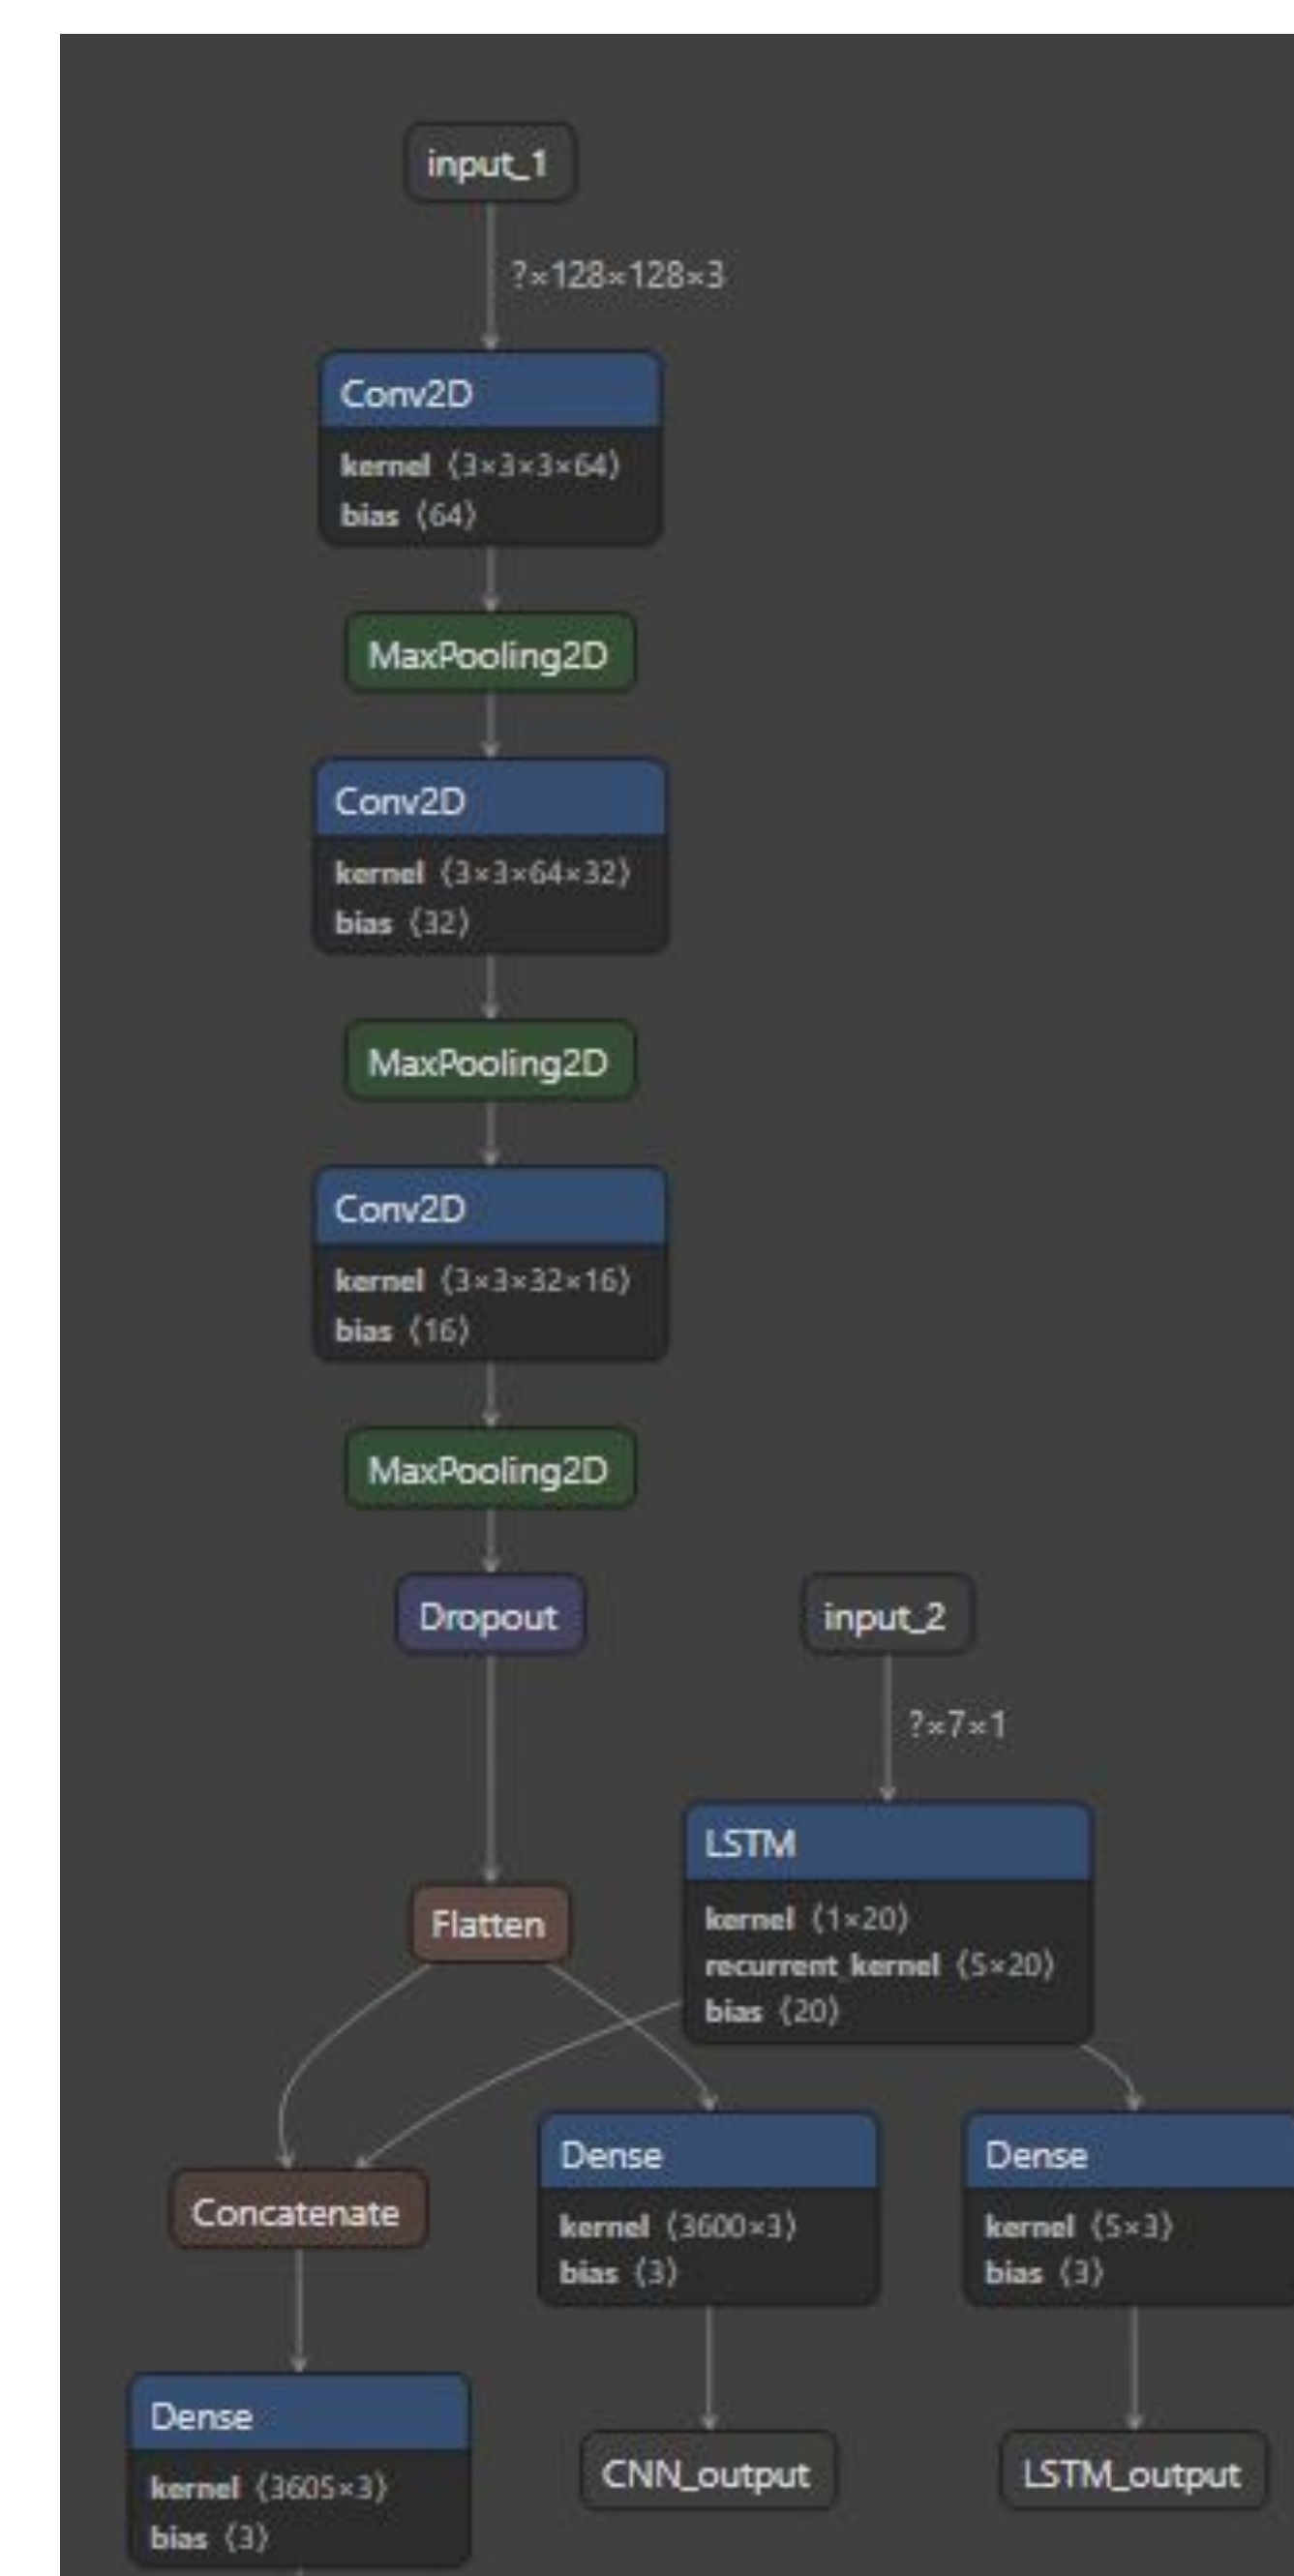 input_1
?×128×128×3
Conv2D
kernel ⟨3×3×3×64⟩
bias ⟨64⟩
MaxPooling2D
Conv2D
kernel ⟨3×3×64×32⟩
bias ⟨32⟩
MaxPooling2D
Conv2D
kernel ⟨3×3×32×16⟩
bias ⟨16⟩
MaxPooling2D
Dropout
input_2
?×7×1
LSTM
kernel ⟨1×20⟩
recurrent_kernel ⟨5×20⟩
bias ⟨20⟩
Flatten
Concatenate
Dense
kernel ⟨3600×3⟩
bias ⟨3⟩
Dense
kernel ⟨5×3⟩
bias ⟨3⟩
Dense
kernel ⟨3605×3⟩
bias ⟨3⟩
CNN_output
LSTM_output